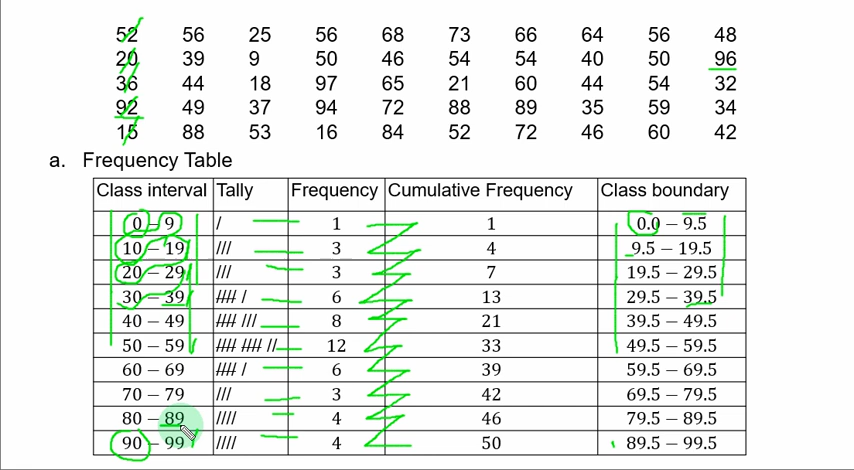 52 56 25 56 68 73 66 64 56 48
20 39 9 50 46 54 54 40 50 96
36 44 18 97 65 21 60 44 54 32
92 49 37 94 72 88 89 35 59 34
15 88 53 16 84 52 72 46 60 42
a. Frequency Table
Class interval Tally Frequency Cumulative Frequency Class boundary
0 – 9 / 1 1 0.0 – 9.5
10 – 19 /// 3 4 9.5 – 19.5
20 – 29 /// 3 7 19.5 – 29.5
30 – 39 //// / 6 13 29.5 – 39.5
40 – 49 //// /// 8 21 39.5 – 49.5
50 – 59 //// //// // 12 33 49.5 – 59.5
60 – 69 //// / 6 39 59.5 – 69.5
70 – 79 /// 3 42 69.5 – 79.5
80 – 89 //// 4 46 79.5 – 89.5
90 – 99 //// 4 50 89.5 – 99.5